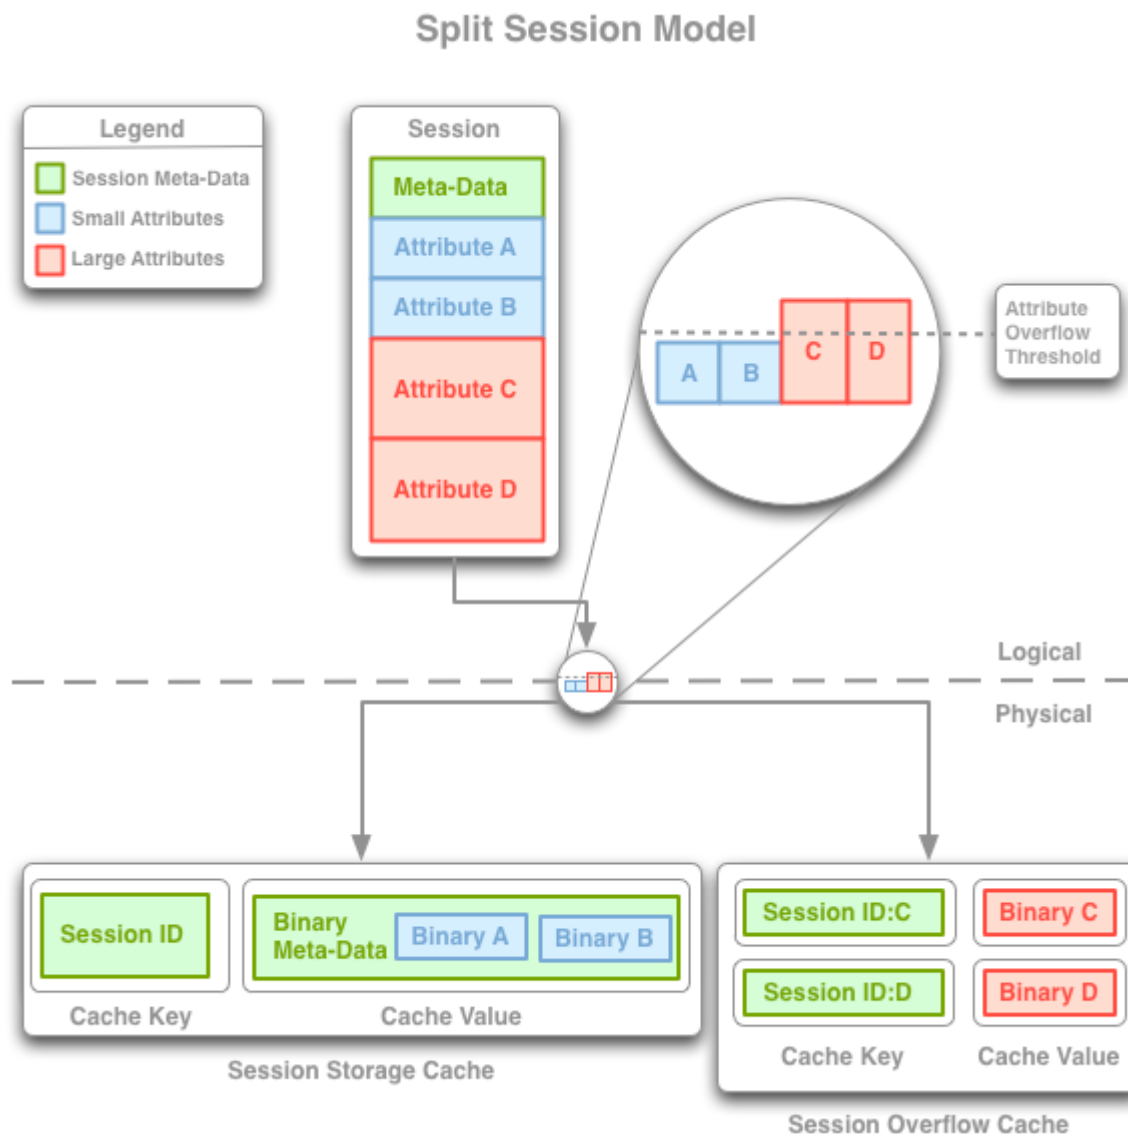 Split Session Model
Legend
Session Meta-Data
Small Attributes
Large Attributes
Session
Meta-Data
Attribute A
Attribute B
Attribute C
Attribute D
A
B
C
D
Attribute
Overflow
Threshold
Logical
Physical
Session ID
Binary
Meta-Data
Binary A
Binary B
Cache Key
Cache Value
Session Storage Cache
Session ID:C
Binary C
Session ID:D
Binary D
Cache Key
Cache Value
Session Overflow Cache